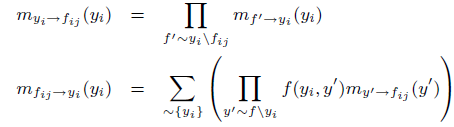 m_{y_i→f_{ij}}(y_i) = ∏_{f'∼y_i\f_{ij}} m_{f'→y_i}(y_i)
m_{f_{ij}→y_i}(y_i) = ∑_{∼{y_i}} ( ∏_{y'∼f\y_i} f(y_i, y')m_{y'→f_{ij}}(y') )